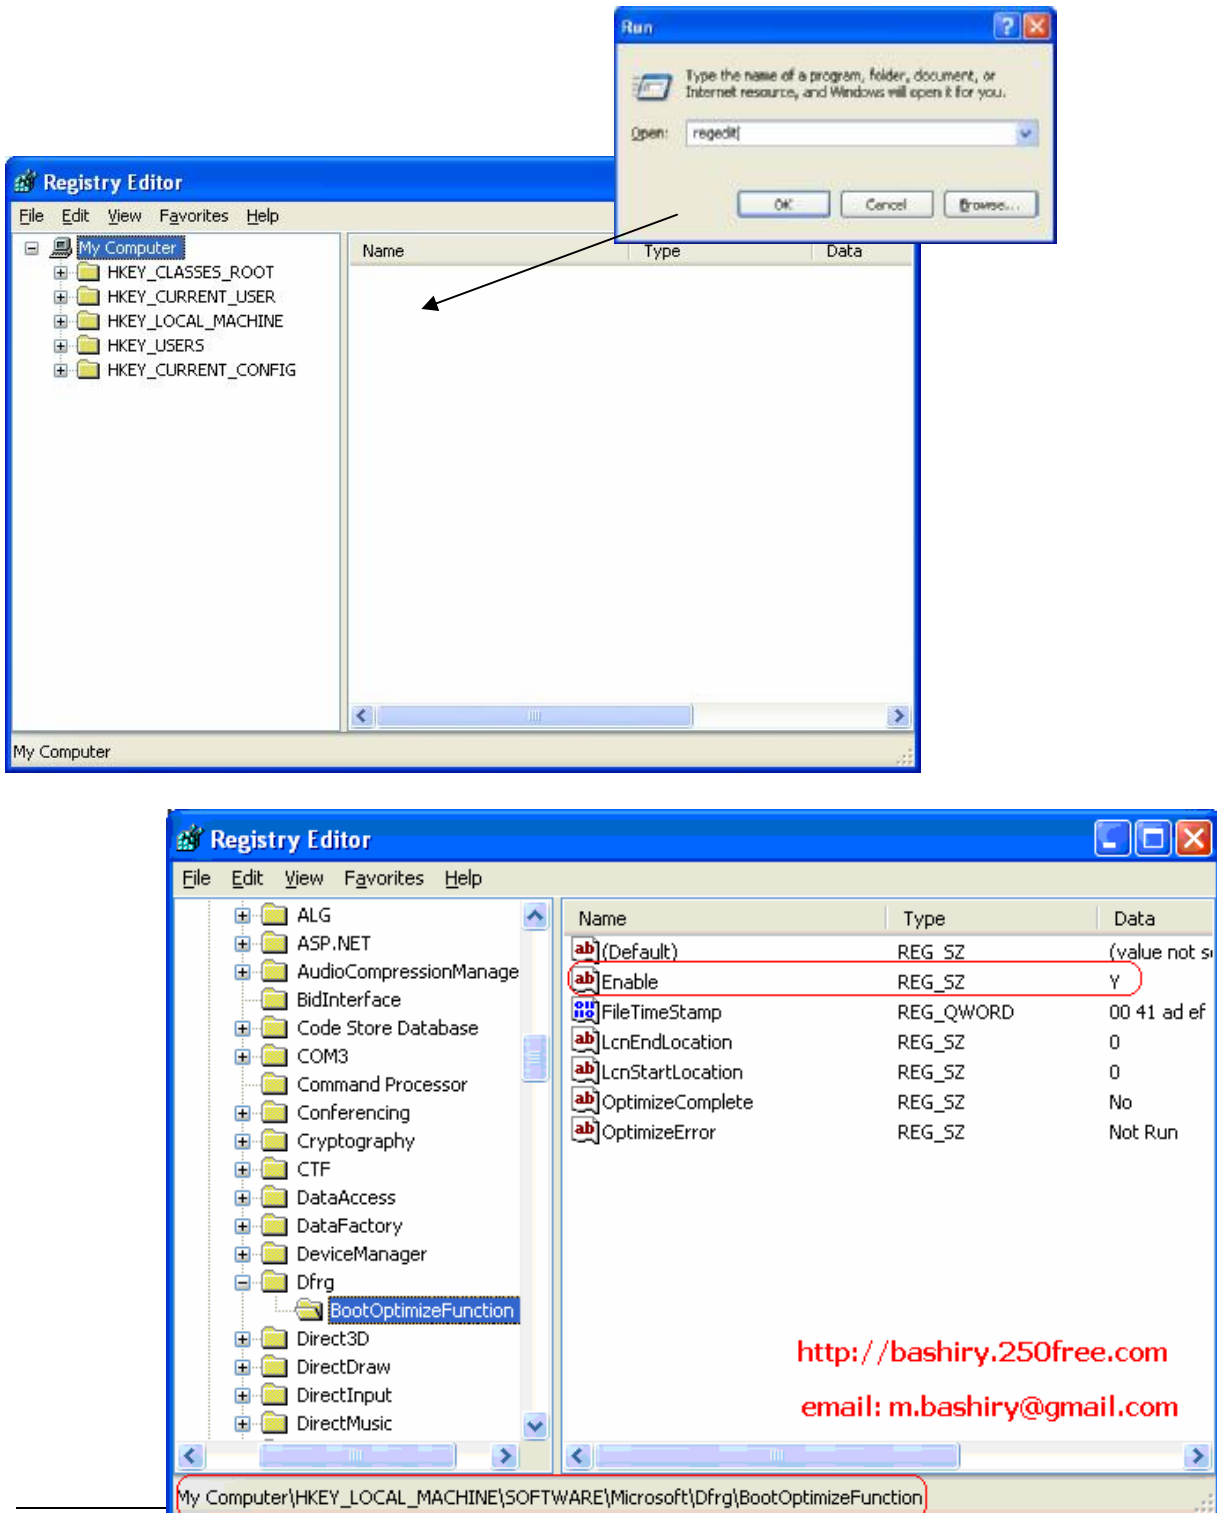 Run
Type the name of a program, folder, document, or
Internet resource, and Windows will open it for you.
Open: regedit
OK Cancel Browse...
Registry Editor
File Edit View Favorites Help
My Computer
HKEY_CLASSES_ROOT
HKEY_CURRENT_USER
HKEY_LOCAL_MACHINE
HKEY_USERS
HKEY_CURRENT_CONFIG
Name Type Data
My Computer
Registry Editor
File Edit View Favorites Help
ALG
ASP.NET
AudioCompressionManage
BidInterface
Code Store Database
COM3
Command Processor
Conferencing
Cryptography
CTF
DataAccess
DataFactory
DeviceManager
Dfrg
BootOptimizeFunction
Direct3D
DirectDraw
DirectInput
DirectMusic
Name Type Data
(Default) REG_SZ (value not s
Enable REG_SZ Y
FileTimeStamp REG_QWORD 00 41 ad ef
LcnEndLocation REG_SZ 0
LcnStartLocation REG_SZ 0
OptimizeComplete REG_SZ No
OptimizeError REG_SZ Not Run
http://bashiry.250free.com
email: m.bashiry@gmail.com
My Computer\HKEY_LOCAL_MACHINE\SOFTWARE\Microsoft\Dfrg\BootOptimizeFunction